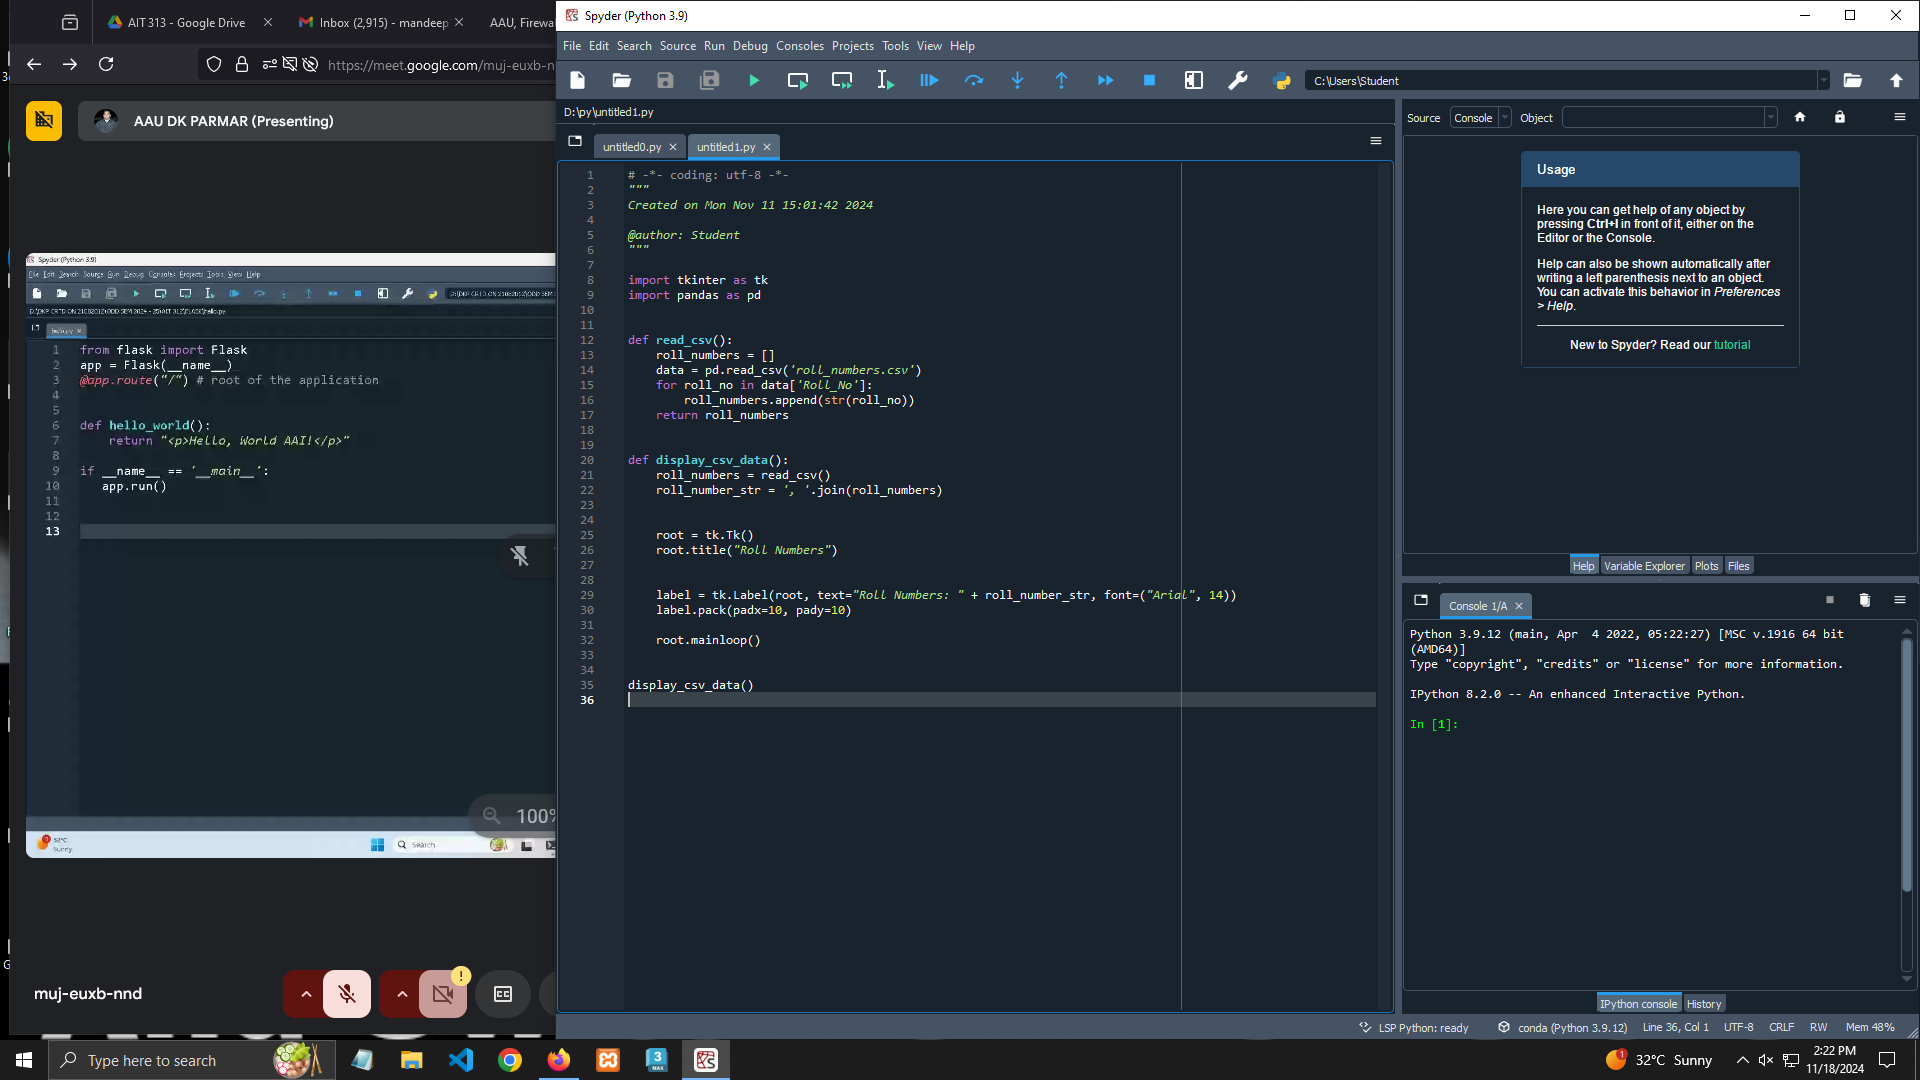 AIT 313 - Google Drive
Inbox (2,915) - mandeep
AAU, Firewa
https://meet.google.com/muj-euxb-n
AAU DK PARMAR (Presenting)
Spyder (Python 3.9)
File Edit Search Source Run Debug Consoles Projects Tools View Help
hello.py
1 from flask import Flask
2 app = Flask(__name__)
3 @app.route("/") # root of the application
4
5
6 def hello_world():
7 return "<p>Hello, World AAI!</p>"
8
9 if __name__ == '__main__':
10 app.run()
11
12
13
100%
32°C
Sunny
Search
muj-euxb-nnd
Spyder (Python 3.9)
File Edit Search Source Run Debug Consoles Projects Tools View Help
C:\Users\Student
D:\py\untitled1.py
untitled0.py
untitled1.py
1 # -*- coding: utf-8 -*-
2 """
3 Created on Mon Nov 11 15:01:42 2024
4
5 @author: Student
6 """
7
8 import tkinter as tk
9 import pandas as pd
10
11
12 def read_csv():
13 roll_numbers = []
14 data = pd.read_csv('roll_numbers.csv')
15 for roll_no in data['Roll_No']:
16 roll_numbers.append(str(roll_no))
17 return roll_numbers
18
19
20 def display_csv_data():
21 roll_numbers = read_csv()
22 roll_number_str = ', '.join(roll_numbers)
23
24
25 root = tk.Tk()
26 root.title("Roll Numbers")
27
28
29 label = tk.Label(root, text="Roll Numbers: " + roll_number_str, font=("Arial", 14))
30 label.pack(padx=10, pady=10)
31
32 root.mainloop()
33
34
35 display_csv_data()
36
Source Console Object
Usage
Here you can get help of any object by
pressing Ctrl+I in front of it, either on the
Editor or the Console.
Help can also be shown automatically after
writing a left parenthesis next to an object.
You can activate this behavior in Preferences
> Help.
New to Spyder? Read our tutorial
Help Variable Explorer Plots Files
Console 1/A
Python 3.9.12 (main, Apr  4 2022, 05:22:27) [MSC v.1916 64 bit
(AMD64)]
Type "copyright", "credits" or "license" for more information.
IPython 8.2.0 -- An enhanced Interactive Python.
In [1]:
IPython console History
LSP Python: ready conda (Python 3.9.12) Line 36, Col 1 UTF-8 CRLF RW Mem 48%
Type here to search
32°C Sunny
2:22 PM
11/18/2024